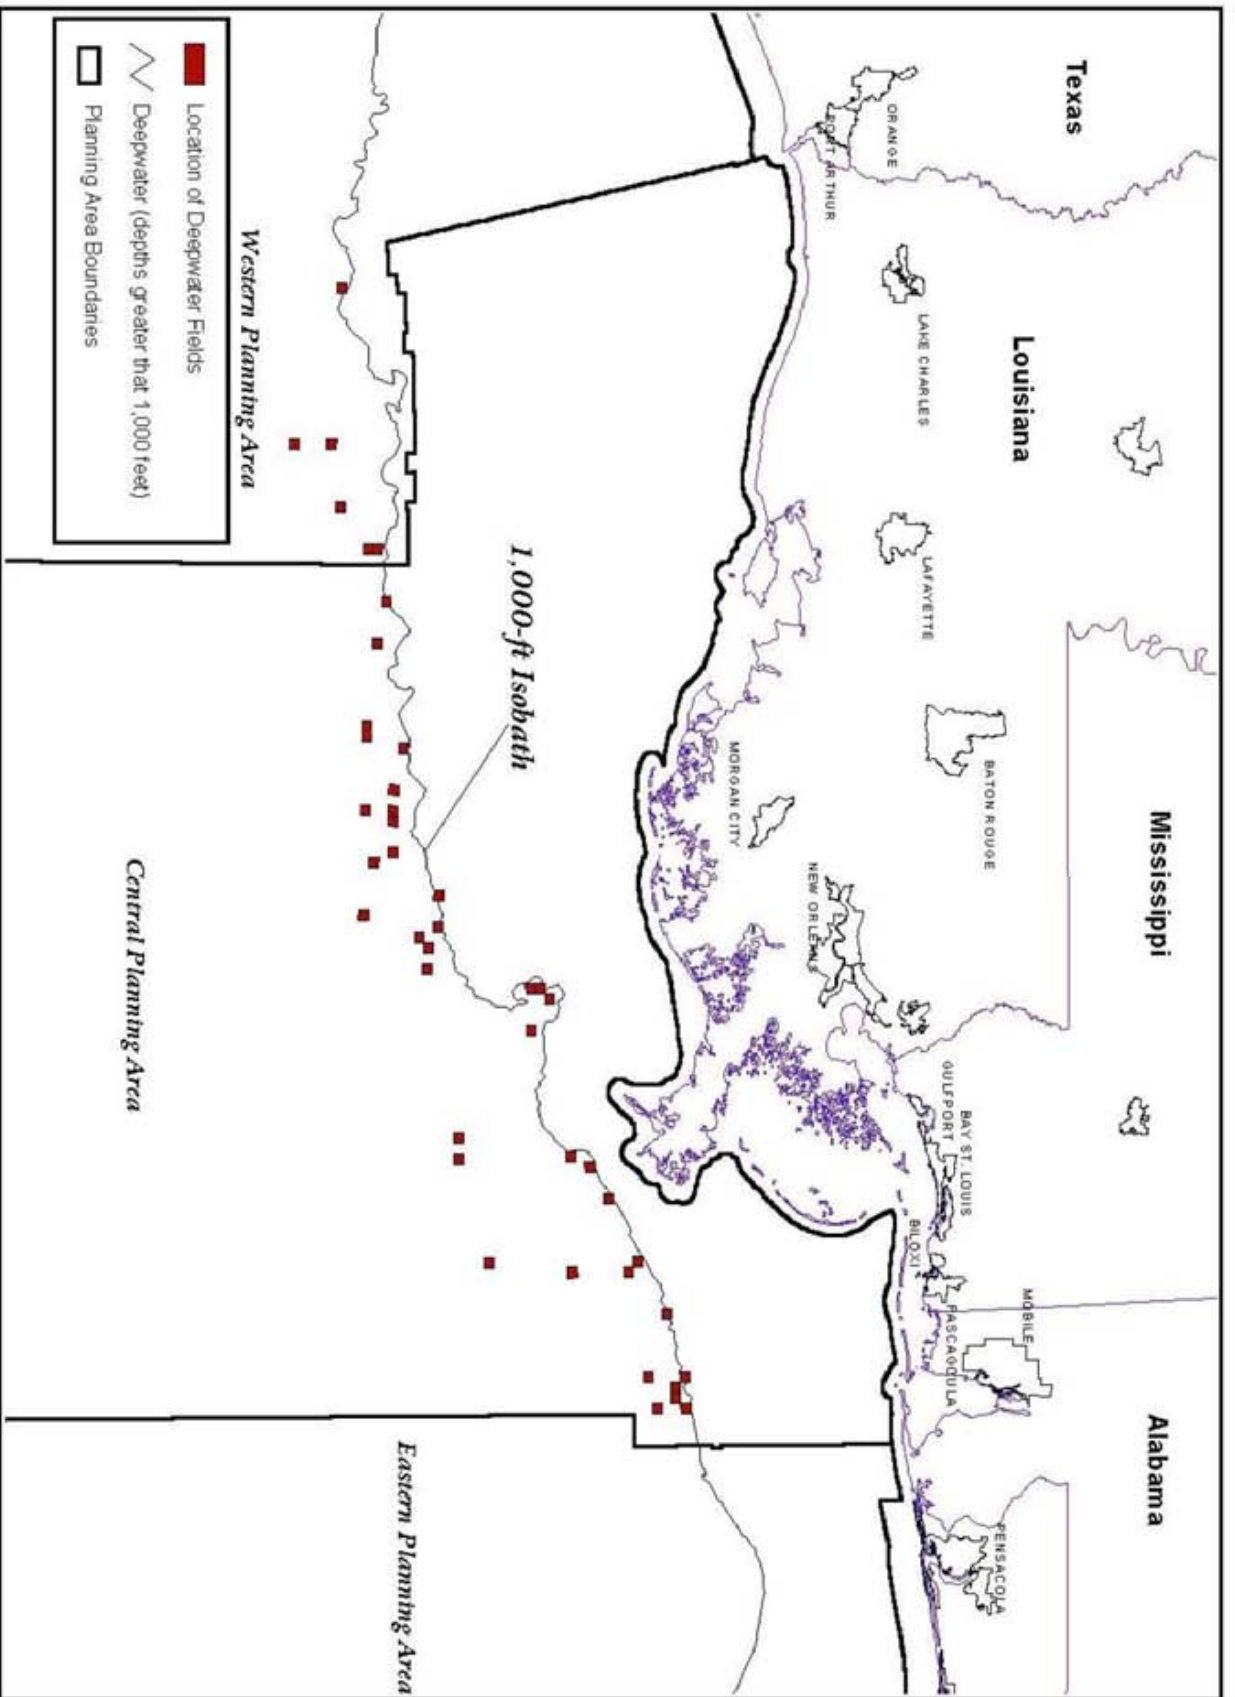 Texas
Louisiana
Mississippi
Alabama
ORANGE
PORT ARTHUR
LAKE CHARLES
LAFAYETTE
BATON ROUGE
MORGAN CITY
NEW ORLEANS
BAY ST. LOUIS
GULFPORT
BILOXI
PASCAGOULA
MOBILE
PENSACOLA
1,000-ft Isobath
Western Planning Area
Central Planning Area
Eastern Planning Area
Location of Deepwater Fields
Deepwater (depths greater that 1,000 feet)
Planning Area Boundaries